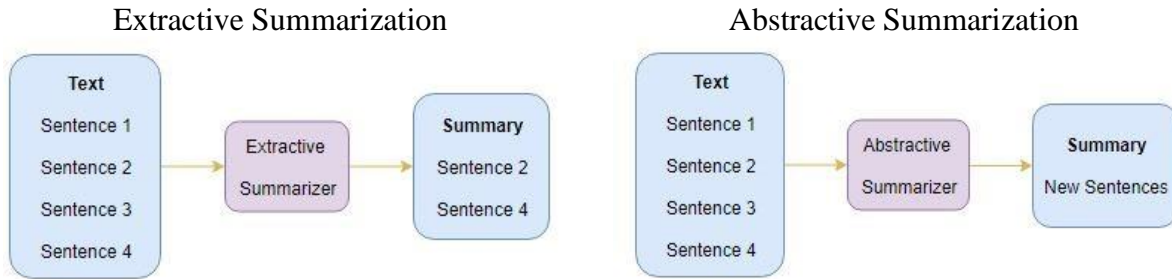 Extractive Summarization
Text
Sentence 1
Sentence 2
Sentence 3
Sentence 4
Extractive
Summarizer
Summary
Sentence 2
Sentence 4
Abstractive Summarization
Text
Sentence 1
Sentence 2
Sentence 3
Sentence 4
Abstractive
Summarizer
Summary
New Sentences